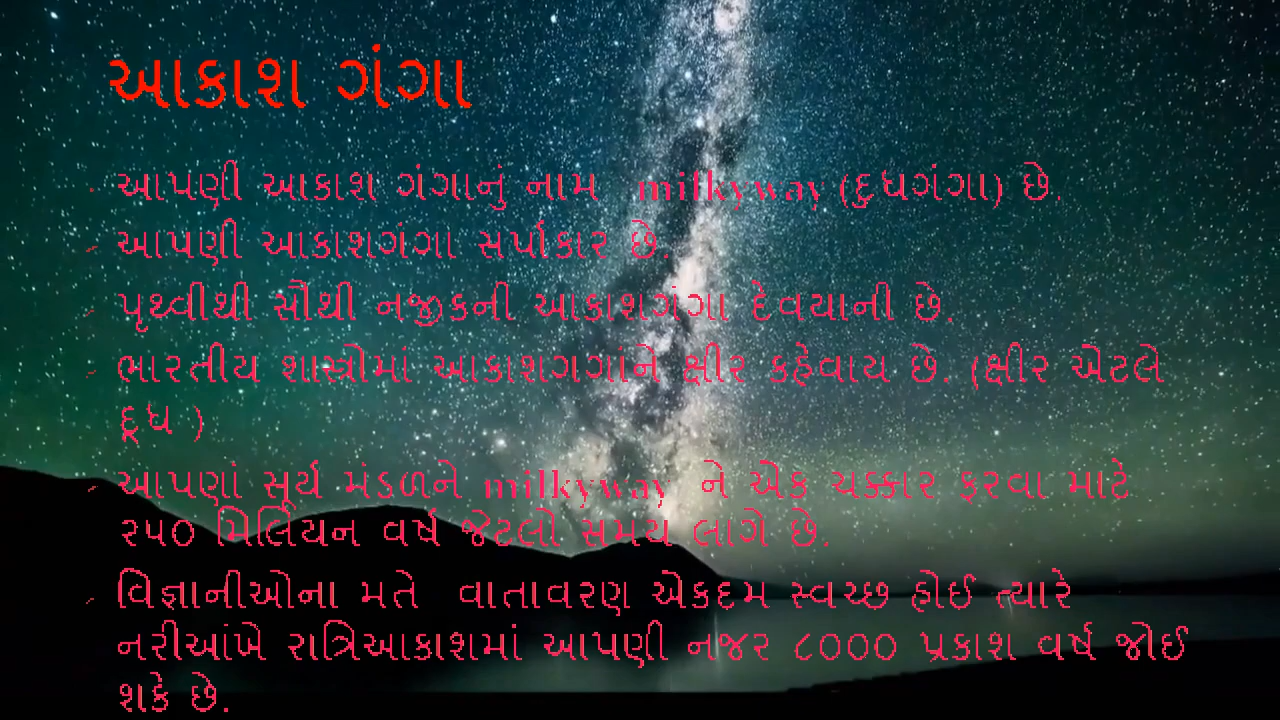 આકાશ ગંગા
આપણી આકાશ ગંગાનું નામ milkyway (દુધગંગા) છે.
આપણી આકાશગંગા સર્પાકાર છે.
પૃથ્વીથી સૌથી નજીકની આકાશગંગા દેવયાની છે.
ભારતીય શાસ્ત્રોમાં આકાશગગાંને ક્ષીર કહેવાય છે. (ક્ષીર એટલે
દૂધ )
આપણાં સૂર્ય મંડળને milkyway ને એક ચક્કાર ફરવા માટે
૨૫૦ મિલિયન વર્ષ જેટલો સમય લાગે છે.
વિજ્ઞાનીઓના મતે વાતાવરણ એકદમ સ્વચ્છ હોઈ ત્યારે
નરીઆંખે રાત્રિઆકાશમાં આપણી નજર ૮૦૦૦ પ્રકાશ વર્ષ જોઈ
શકે છે.